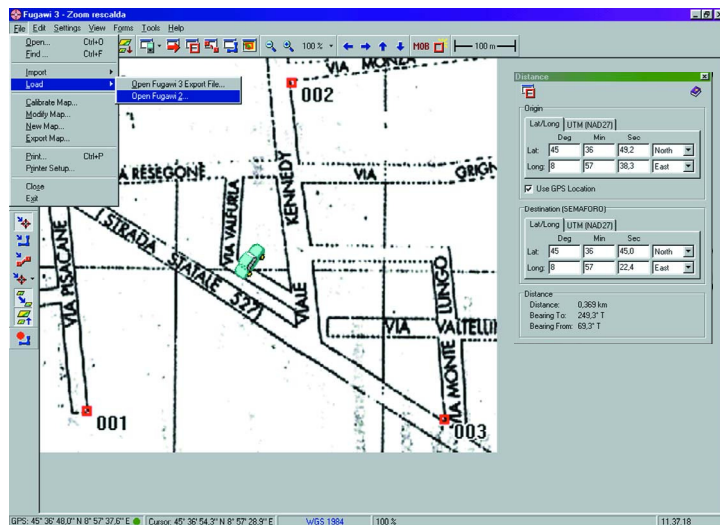 Fugawi 3 - Zoom rescalda
File Edit Settings View Forms Tools Help
100 % MOB 100 m
Open... Ctrl+O
Find ... Ctrl+F
Import
Load
Calibrate Map...
Modify Map...
New Map...
Export Map...
Print... Ctrl+P
Printer Setup...
Close
Exit
Open Fugawi 3 Export File...
Open Fugawi 2...
VIA MONZA
002
A RESEGONE
VIA
KENNEDY
VIA VALFURIA
STRADA STATALE 527)
VIA PISACANE
VIALE
LUNGO
VIA
VIA MONTE
001
003
Distance
Origin
Lat/Long UTM (NAD27)
Deg Min Sec
Lat: 45 36 49,2 North
Long: 8 57 38,3 East
Use GPS Location
Destination (SEMAFORO)
Lat/Long UTM (NAD27)
Deg Min Sec
Lat: 45 36 45,0 North
Long: 8 57 22,4 East
Distance
Distance: 0,369 km
Bearing To: 249,3° T
Bearing From: 69,3° T
GPS: 45° 36' 48.0" N 8° 57' 37.6" E Cursor: 45° 36' 54.3" N 8° 57' 28.9" E WGS 1984 100 % 11.37.18